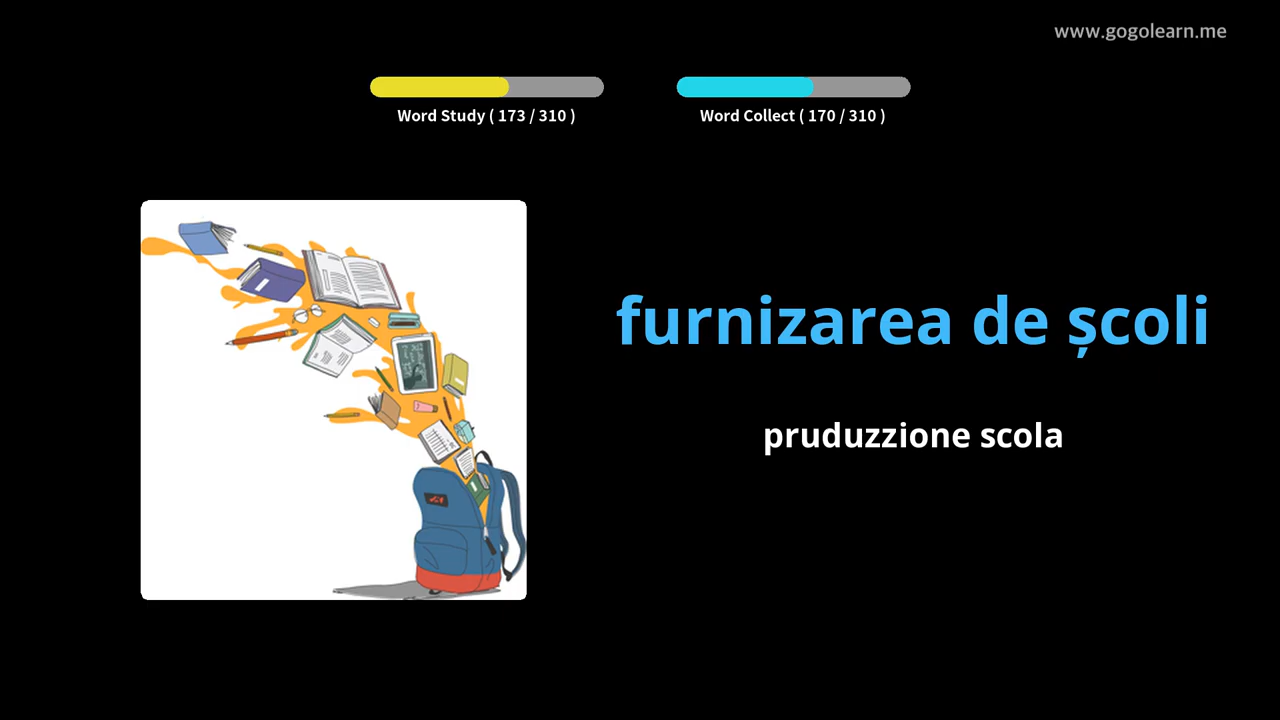 www.gogolearn.me
Word Study ( 173 / 310 )
Word Collect ( 170 / 310 )
furnizarea de școli
pruduzzione scola